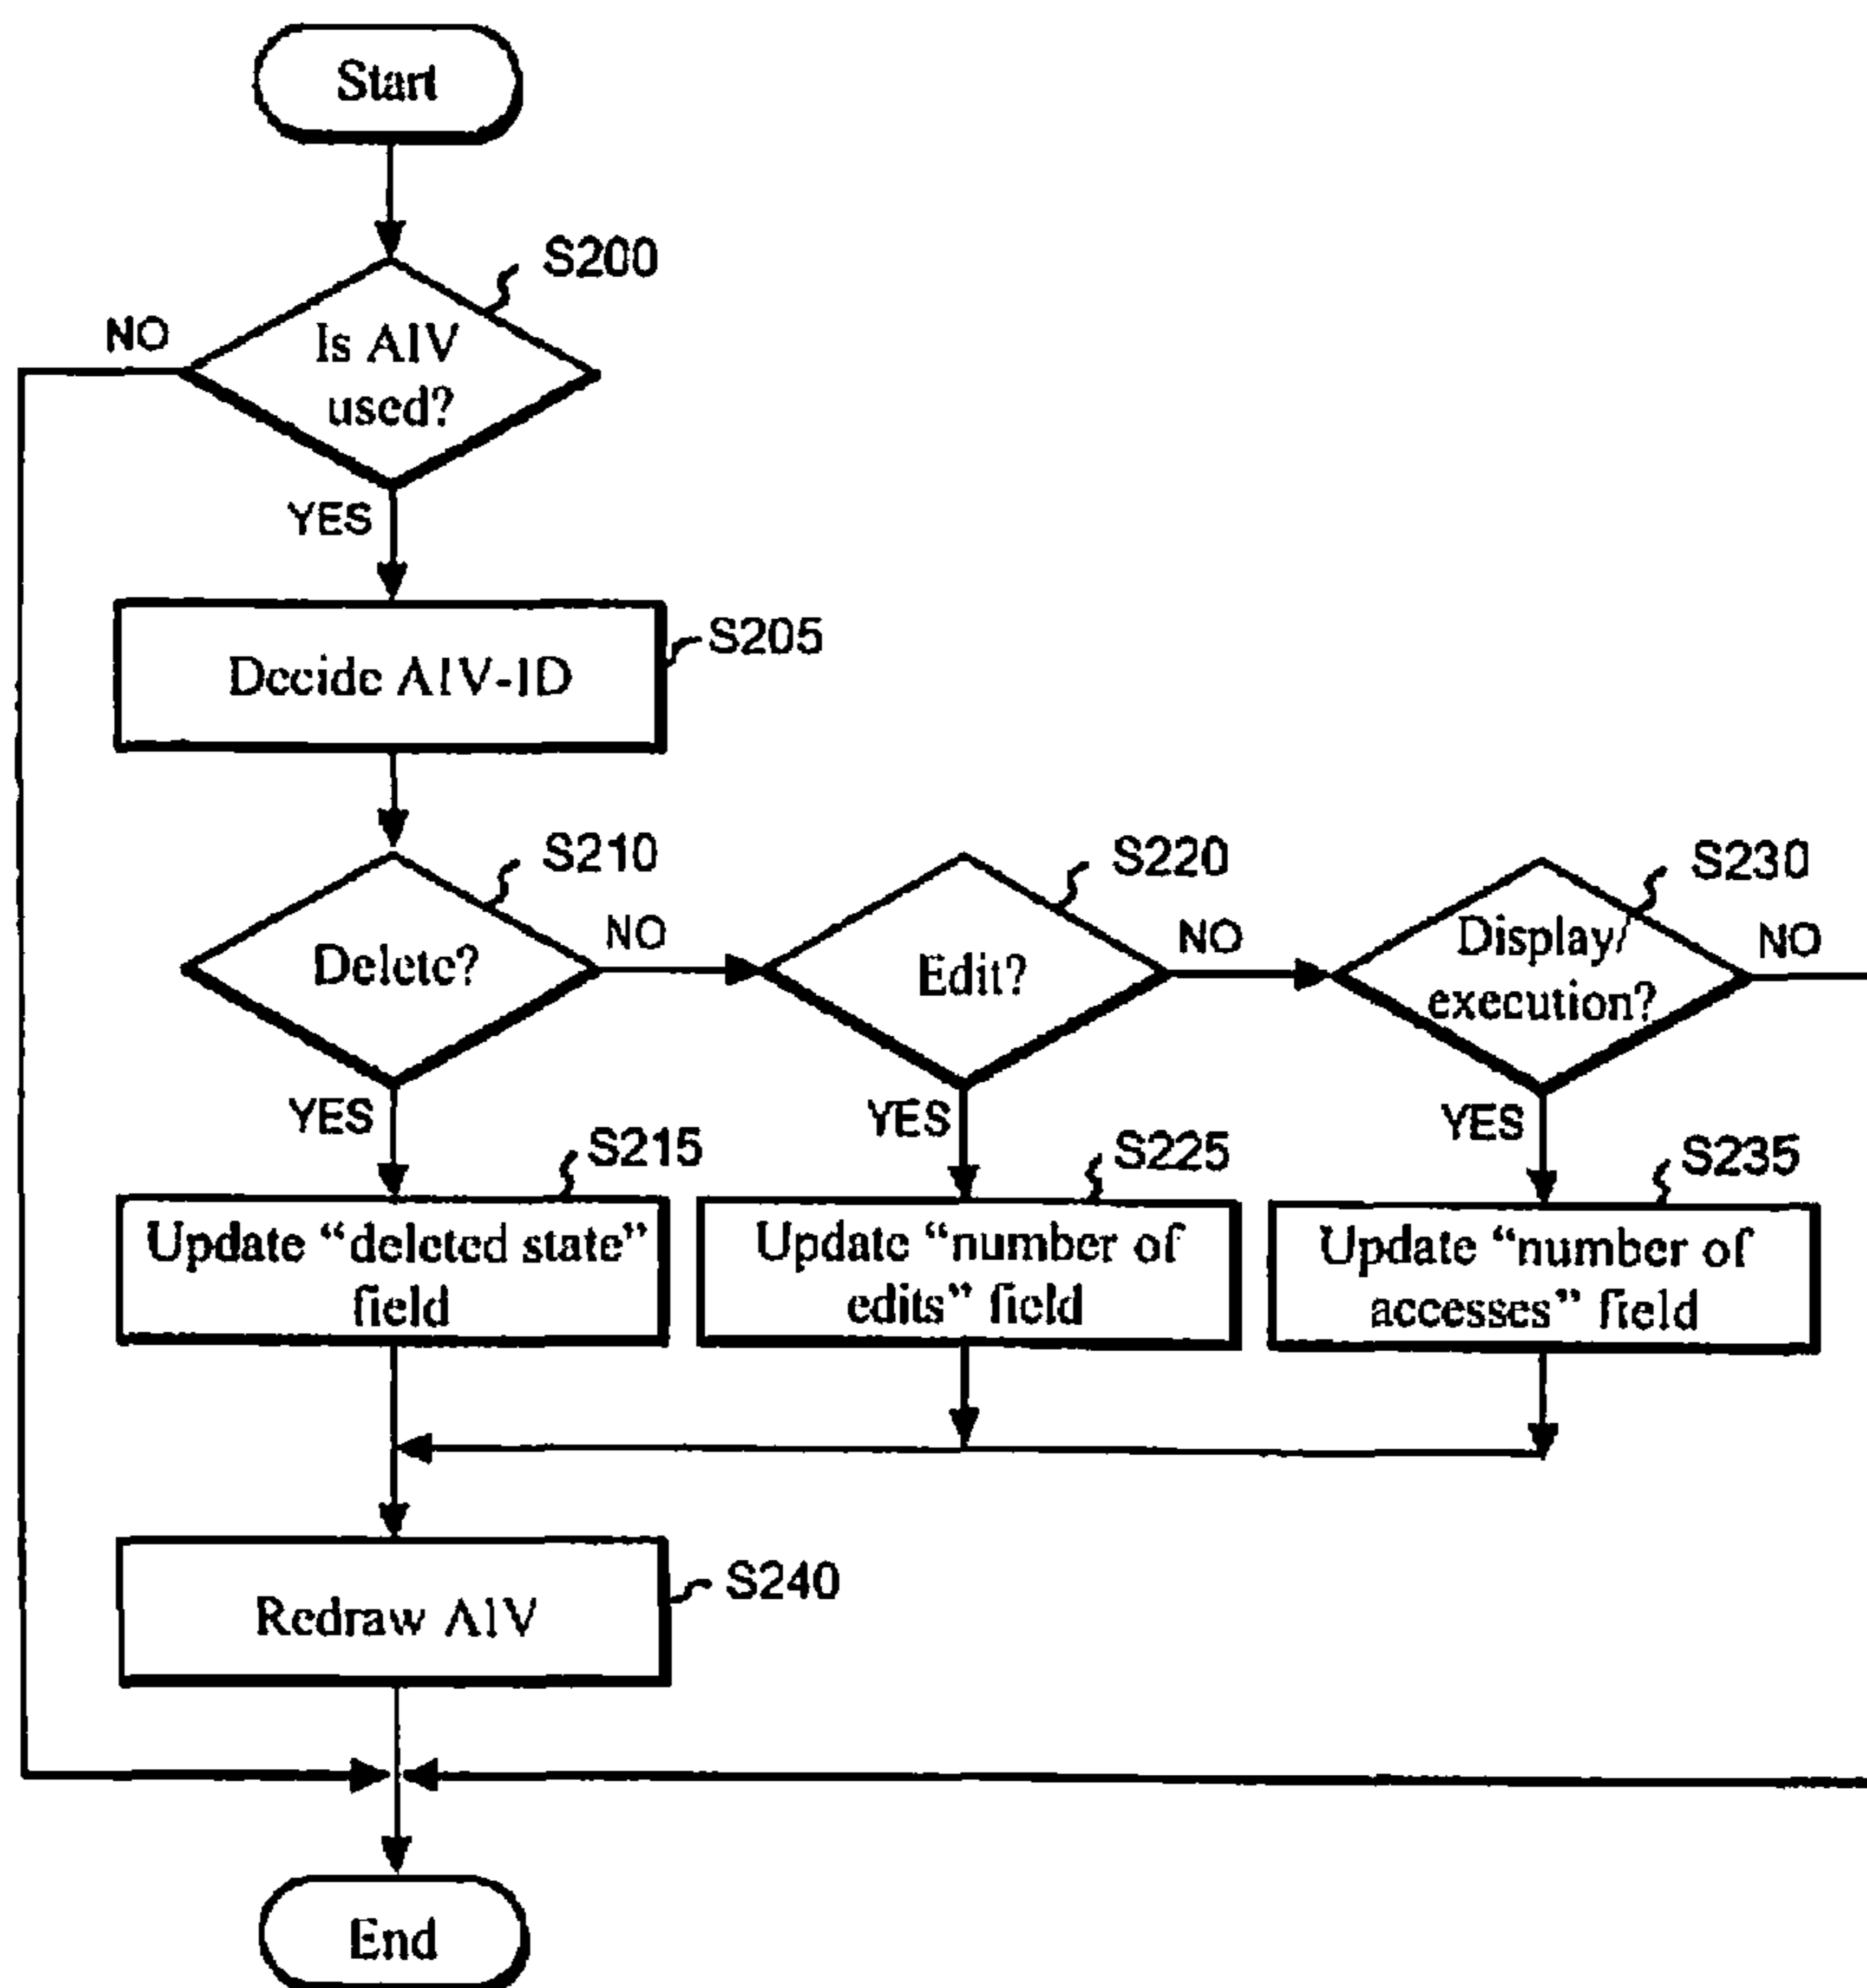 Start
S200
NO
Is AIV
used?
YES
S205
Decide AIV-ID
S210
Delete?
NO
YES
S220
Edit?
NO
YES
S230
Display/
execution?
NO
YES
S215
Update “deleted state”
field
S225
Update “number of
edits” field
S235
Update “number of
accesses” field
S240
Redraw AIV
End